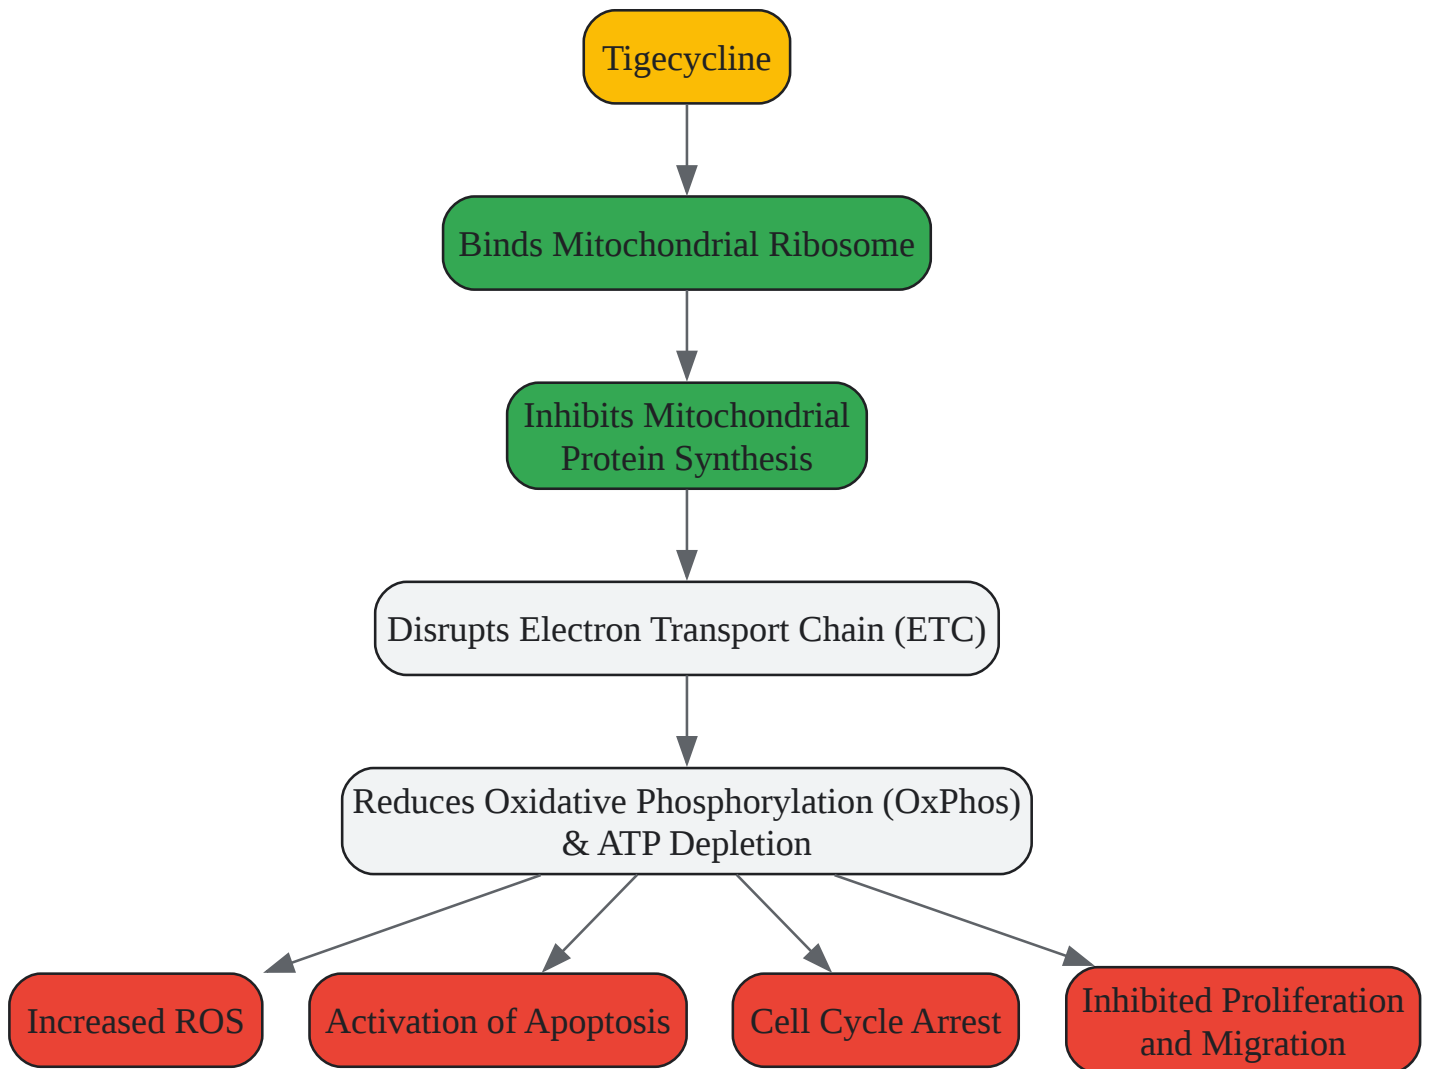 Tigecycline
Binds Mitochondrial Ribosome
Inhibits Mitochondrial
Protein Synthesis
Disrupts Electron Transport Chain (ETC)
Reduces Oxidative Phosphorylation (OxPhos)
& ATP Depletion
Increased ROS
Activation of Apoptosis
Cell Cycle Arrest
Inhibited Proliferation
and Migration